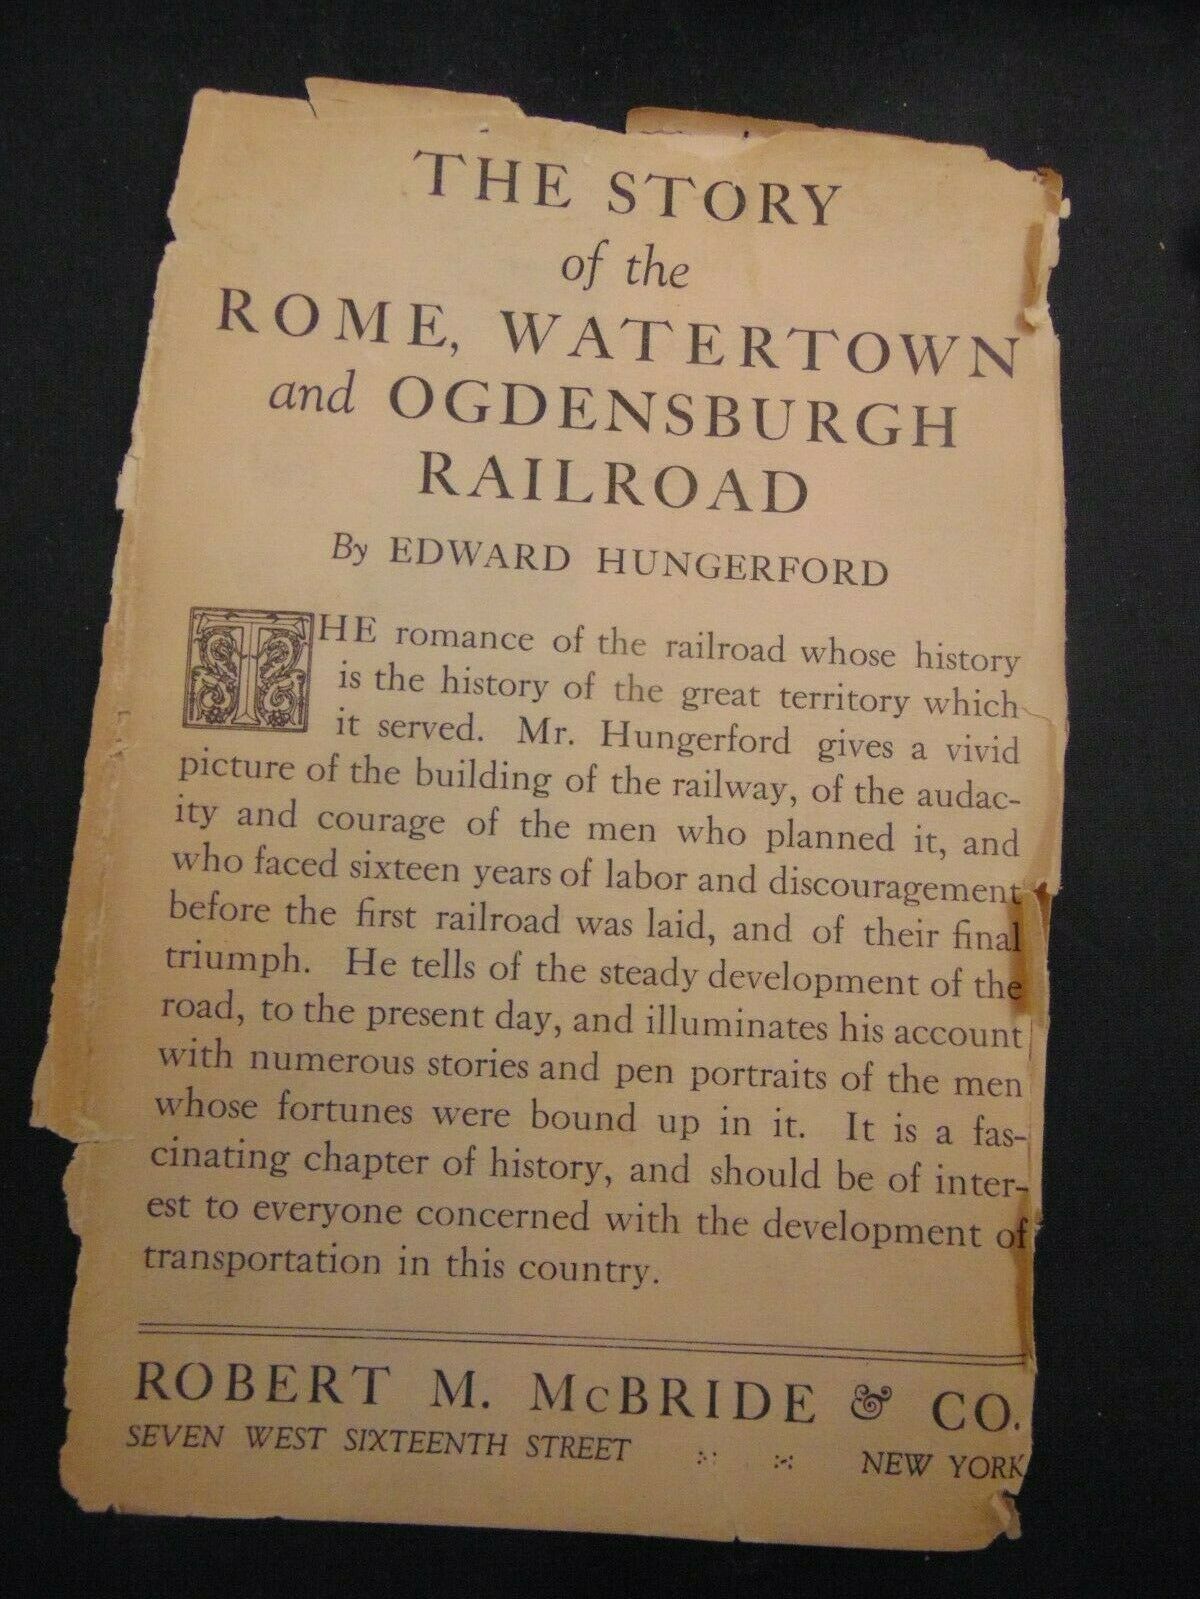 THE STORY
of the
ROME, WATERTOWN
and OGDENSBURGH
RAILROAD
By EDWARD HUNGERFORD
THE romance of the railroad whose history
is the history of the great territory which
it served. Mr. Hungerford gives a vivid
picture of the building of the railway, of the audac-
ity and courage of the men who planned it, and
who faced sixteen years of labor and discouragement
before the first railroad was laid, and of their final
triumph. He tells of the steady development of the
road, to the present day, and illuminates his account
with numerous stories and pen portraits of the men
whose fortunes were bound up in it. It is a fas-
cinating chapter of history, and should be of inter-
est to everyone concerned with the development of
transportation in this country.
ROBERT M. McBRIDE & CO.
SEVEN WEST SIXTEENTH STREET NEW YORK